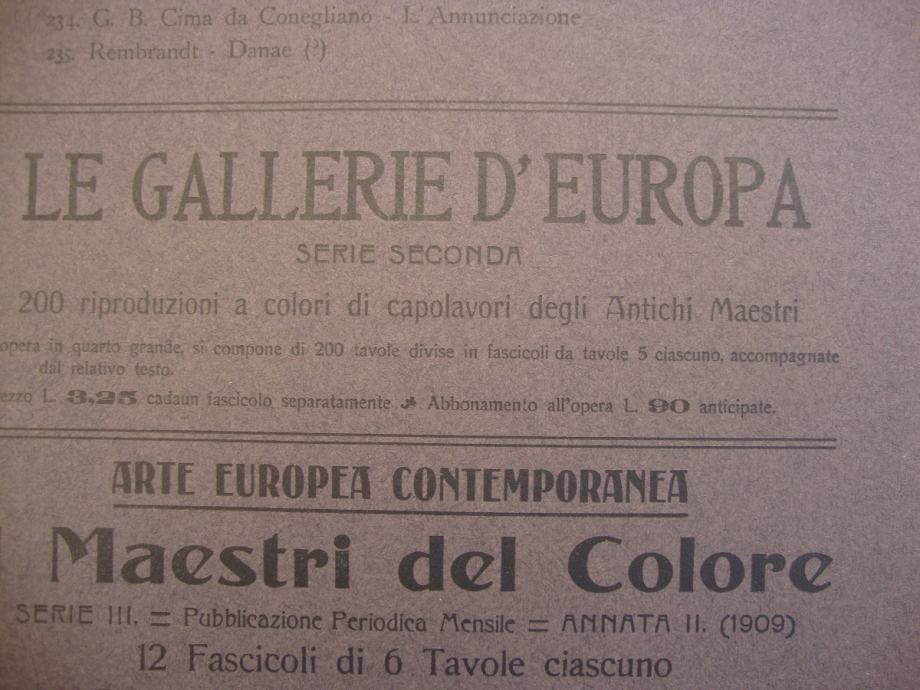 234. G. B. Cima da Conegliano - L'Annunciazione
235. Rembrandt - Danae (?)
LE GALLERIE D'EUROPA
SERIE SECONDA
200 riproduzioni a colori di capolavori degli Antichi Maestri
opera in quarto grande, si compone di 200 tavole divise in fascicoli da tavole 5 ciascuno, accompagnate
dal relativo testo.
ezzo L. 3,25 cadaun fascicolo separatamente Abbonamento all'opera L. 90 anticipate.
ARTE EUROPEA CONTEMPORANEA
Maestri del Colore
SERIE III. = Pubblicazione Periodica Mensile = ANNATA II. (1909)
12 Fascicoli di 6 Tavole ciascuno